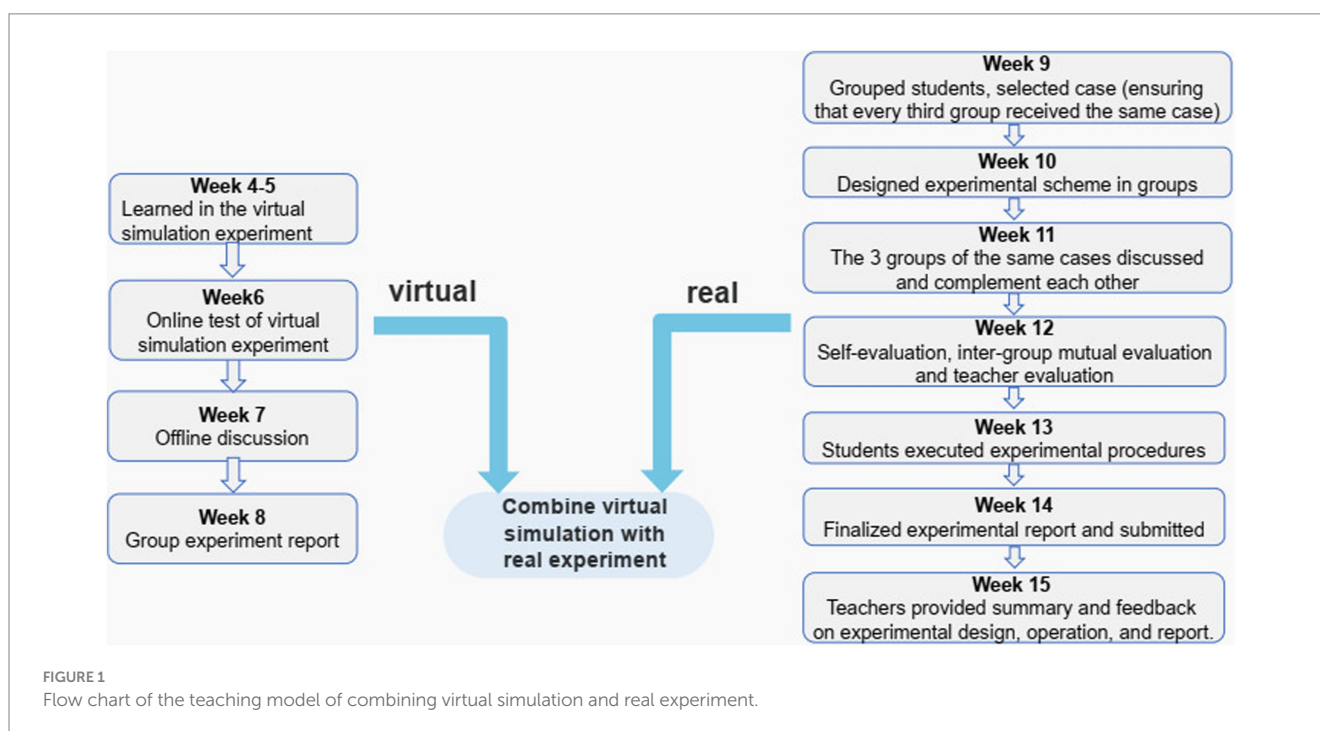 Week 4-5
Learned in the virtual
simulation experiment
Week6
Online test of virtual
simulation experiment
Week 7
Offline discussion
Week 8
Group experiment report
virtual
real
Combine virtual
simulation with
real experiment
Week 9
Grouped students, selected case (ensuring
that every third group received the same case)
Week 10
Designed experimental scheme in groups
Week 11
The 3 groups of the same cases discussed
and complement each other
Week 12
Self-evaluation, inter-group mutual evaluation
and teacher evaluation
Week 13
Students executed experimental procedures
Week 14
Finalized experimental report and submitted
Week 15
Teachers provided summary and feedback
on experimental design, operation, and report.
FIGURE 1
Flow chart of the teaching model of combining virtual simulation and real experiment.